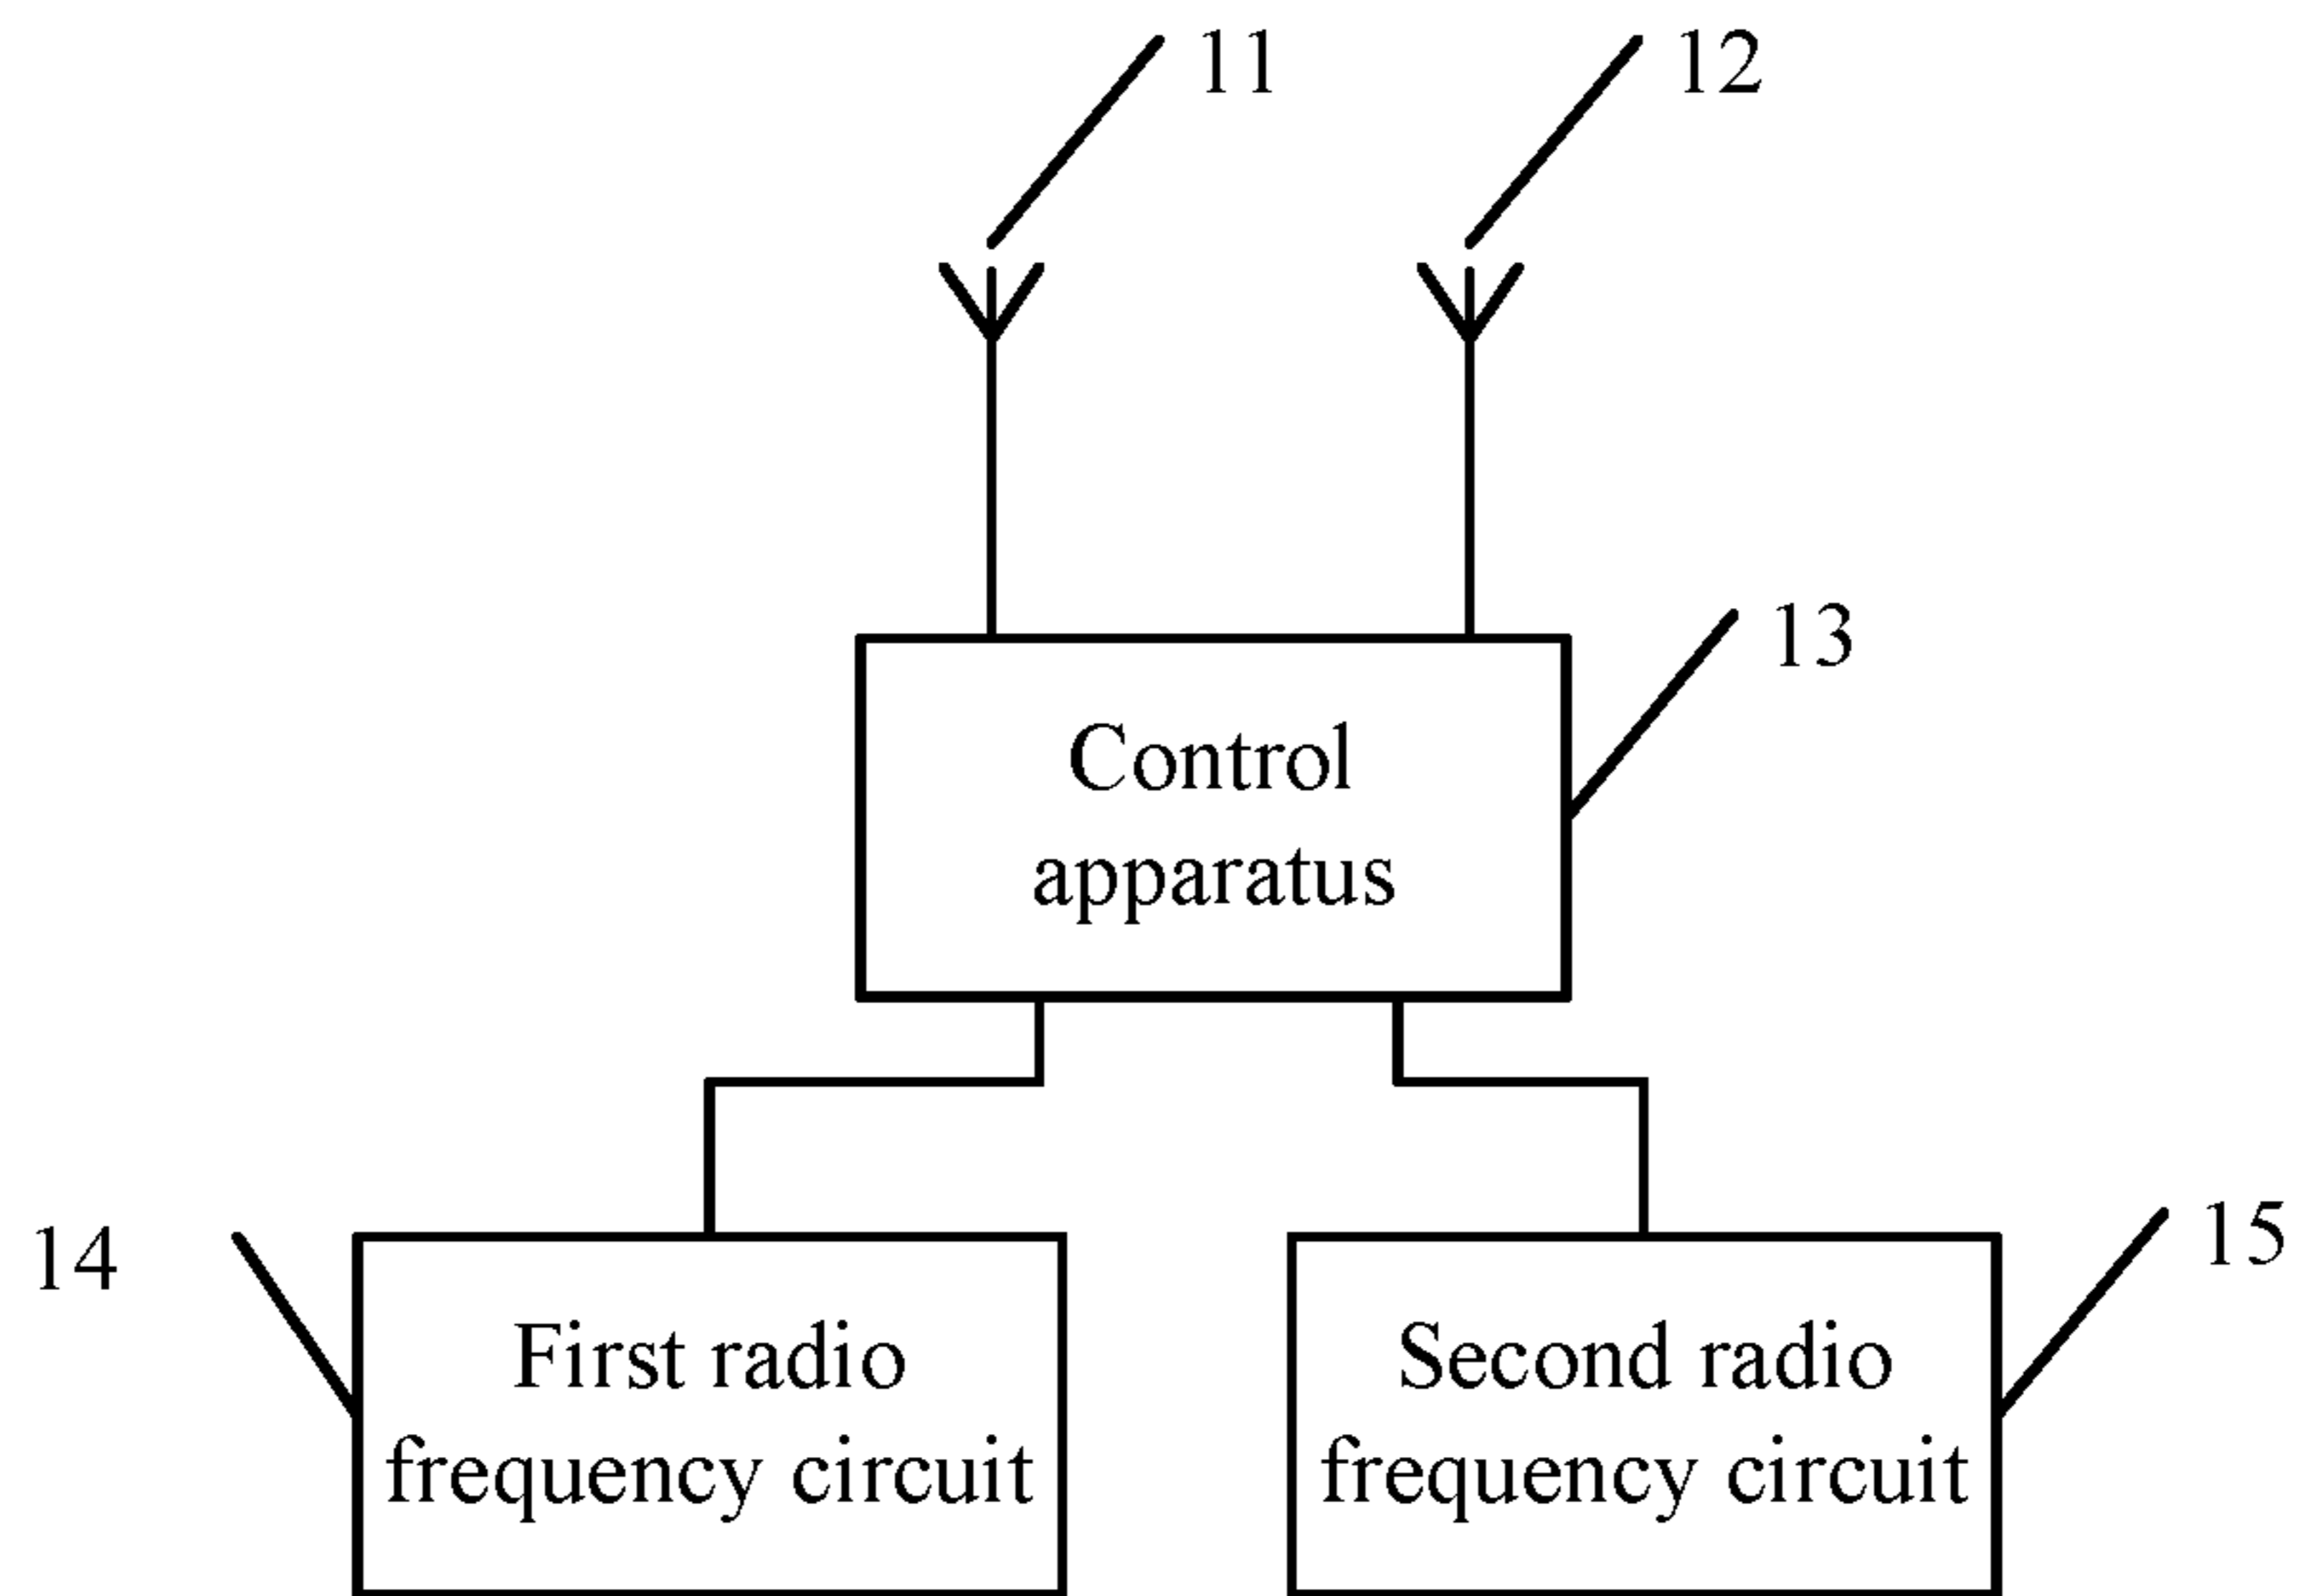 11
12
13
Control
apparatus
14
15
First radio
frequency circuit
Second radio
frequency circuit